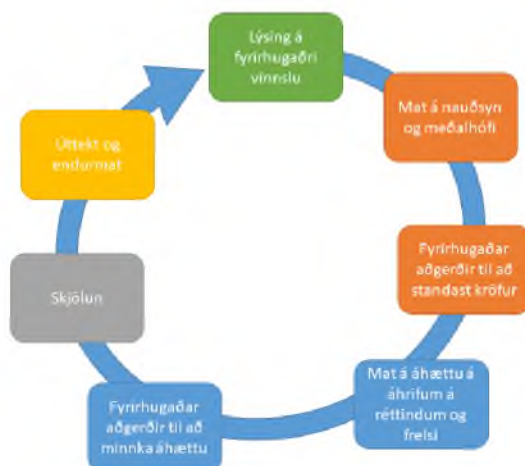 Lýsing á
fyrirhugaðri
vinnslu
Mat á nauðsyn
og meðalhófi
Fyrirhugaðar
aðgerðir til að
standast kröfur
Mat á áhættu á
áhrifum á
réttindum og
frelsi
Fyrirhugaðar
aðgerðir til að
minnka áhættu
Skjölun
Úttekt og
endurmat